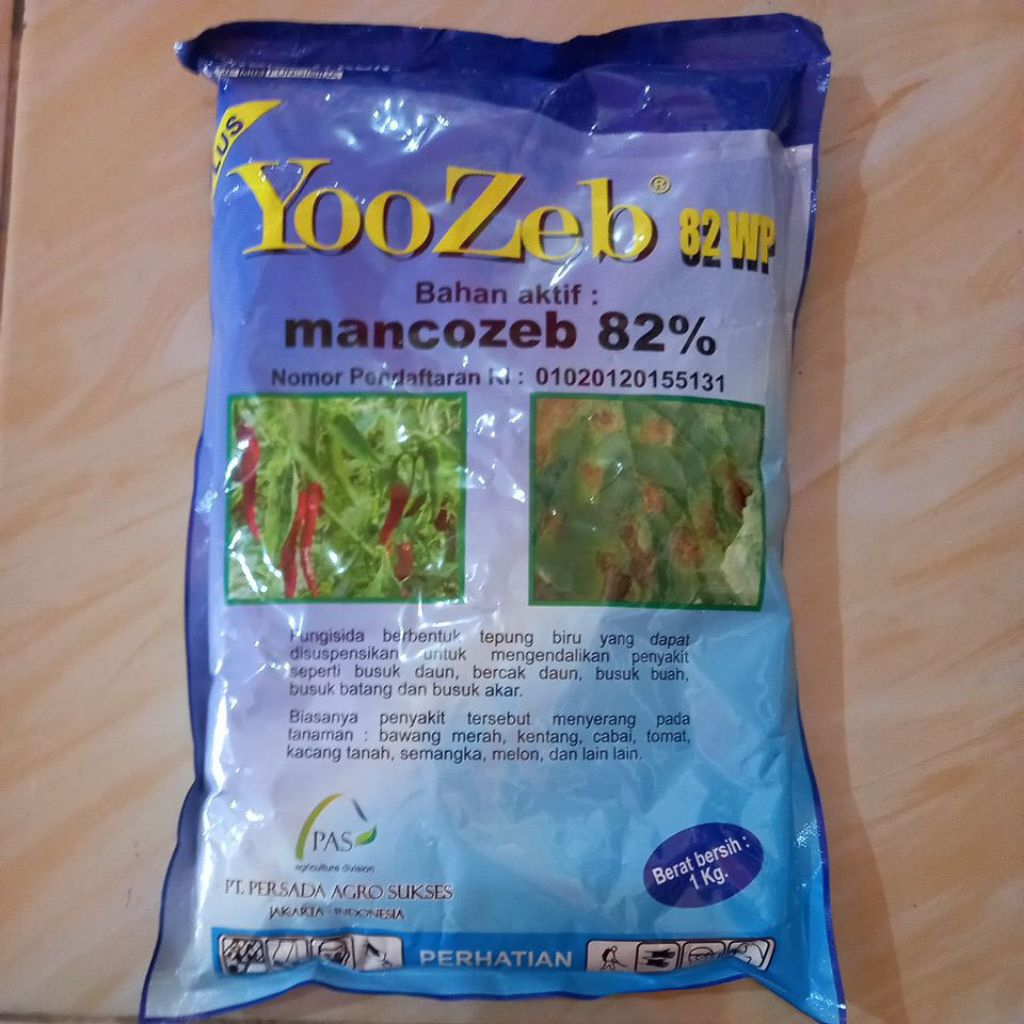 YooZeb® 82 WP
Bahan aktif :
mancozeb 82%
Nomor Pendaftaran RI : 01020120155131
Fungisida berbentuk tepung biru yang dapat
disuspensikan untuk mengendalikan penyakit
seperti busuk daun, bercak daun, busuk buah,
busuk batang dan busuk akar.
Biasanya penyakit tersebut menyerang pada
tanaman : bawang merah, kentang, cabai, tomat,
kacang tanah, semangka, melon, dan lain lain.
PAS
agriculture division
PT. PERSADA AGRO SUKSES
JAKARTA - INDONESIA
Berat bersih :
1 Kg.
PERHATIAN